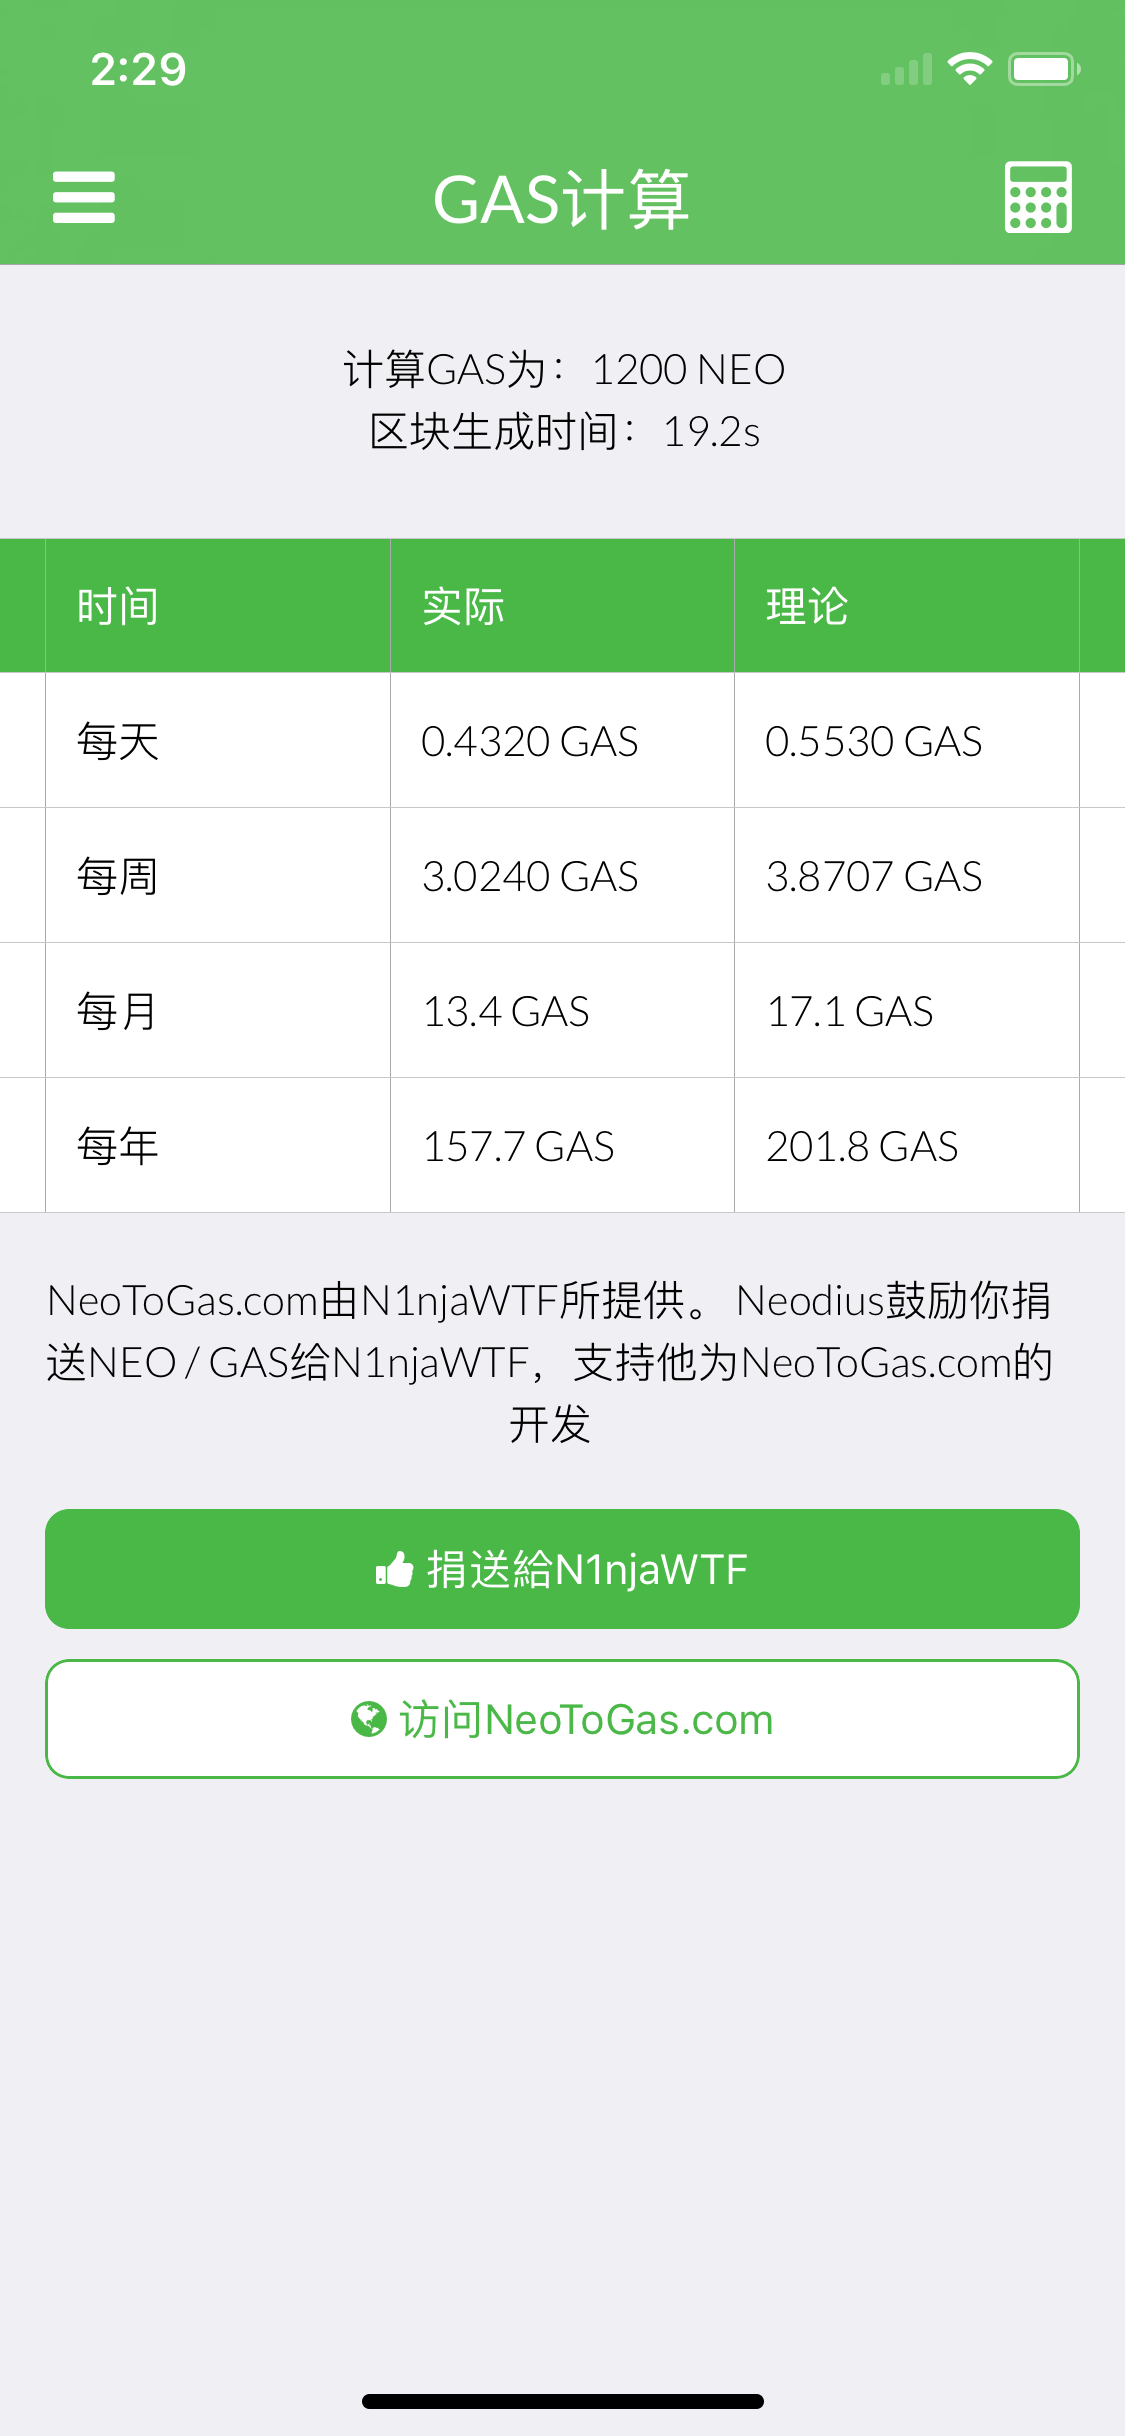 2:29
GAS计算
计算GAS为：1200 NEO
区块生成时间：19.2s
时间 实际 理论
每天 0.4320 GAS 0.5530 GAS
每周 3.0240 GAS 3.8707 GAS
每月 13.4 GAS 17.1 GAS
每年 157.7 GAS 201.8 GAS
NeoToGas.com由N1njaWTF所提供。 Neodius鼓励你捐
送NEO / GAS给N1njaWTF，支持他为NeoToGas.com的
开发
捐送給N1njaWTF
访问NeoToGas.com